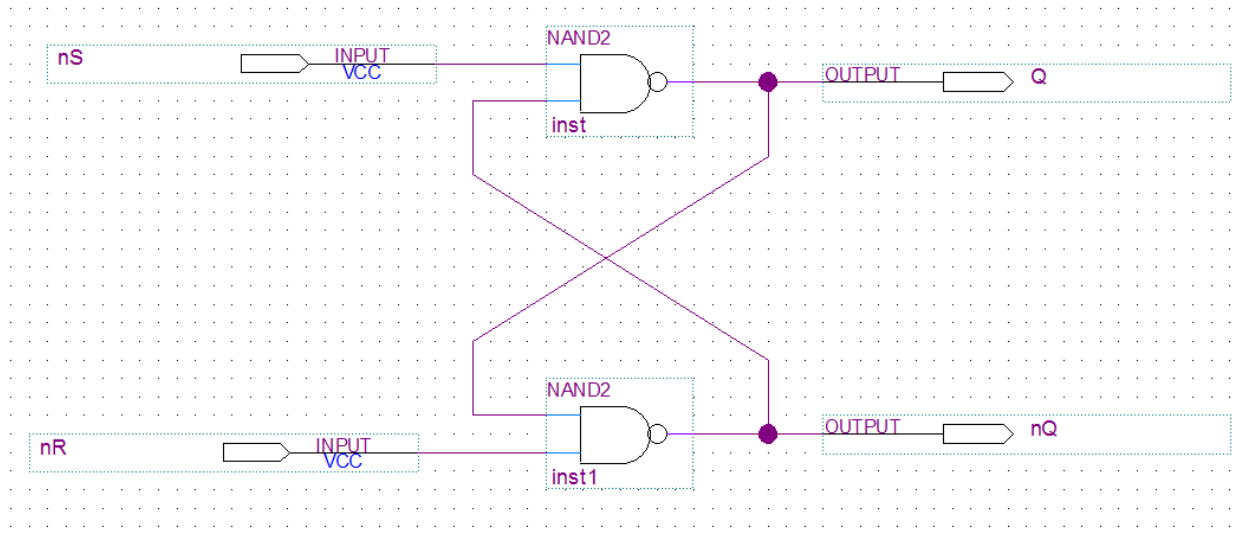 NAND2
nS
INPUT
VCC
OUTPUT
Q
inst
NAND2
nR
INPUT
VCC
OUTPUT
nQ
inst1